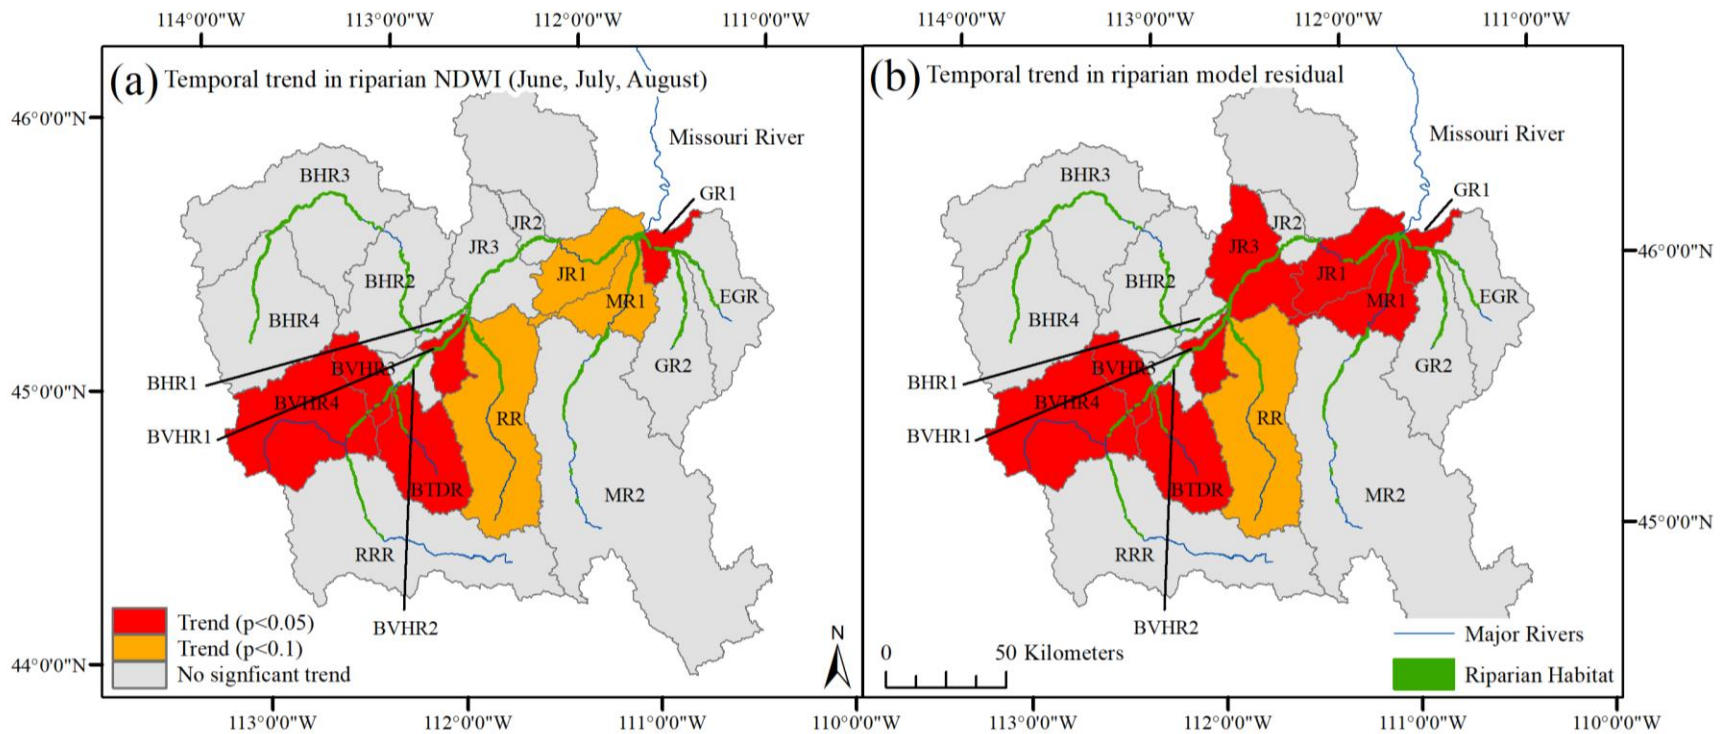 114°0'0"W 113°0'0"W 112°0'0"W 111°0'0"W 114°0'0"W 113°0'0"W 112°0'0"W 111°0'0"W
(a) Temporal trend in riparian NDWI (June, July, August)
46°0'0"N
Missouri River
BHR3
GR1
JR2
JR3
JR1
BHR2
EGR
MR1
BHR4
GR2
BVHR3
BHR1
45°0'0"N
BVHR4
RR
BVHR1
BTDR
MR2
RRR
BVHR2
Trend (p<0.05)
Trend (p<0.1)
No signficant trend
N
44°0'0"N
(b) Temporal trend in riparian model residual
Missouri River
BHR3
GR1
JR2
JR3
46°0'0"N
JR1
BHR2
EGR
MR1
BHR4
GR2
BVHR3
BHR1
BVHR4
RR
BVHR1
BTDR
MR2
45°0'0"N
RRR
BVHR2
Major Rivers
0 50 Kilometers
Riparian Habitat
113°0'0"W 112°0'0"W 111°0'0"W 110°0'0"W 113°0'0"W 112°0'0"W 111°0'0"W 110°0'0"W